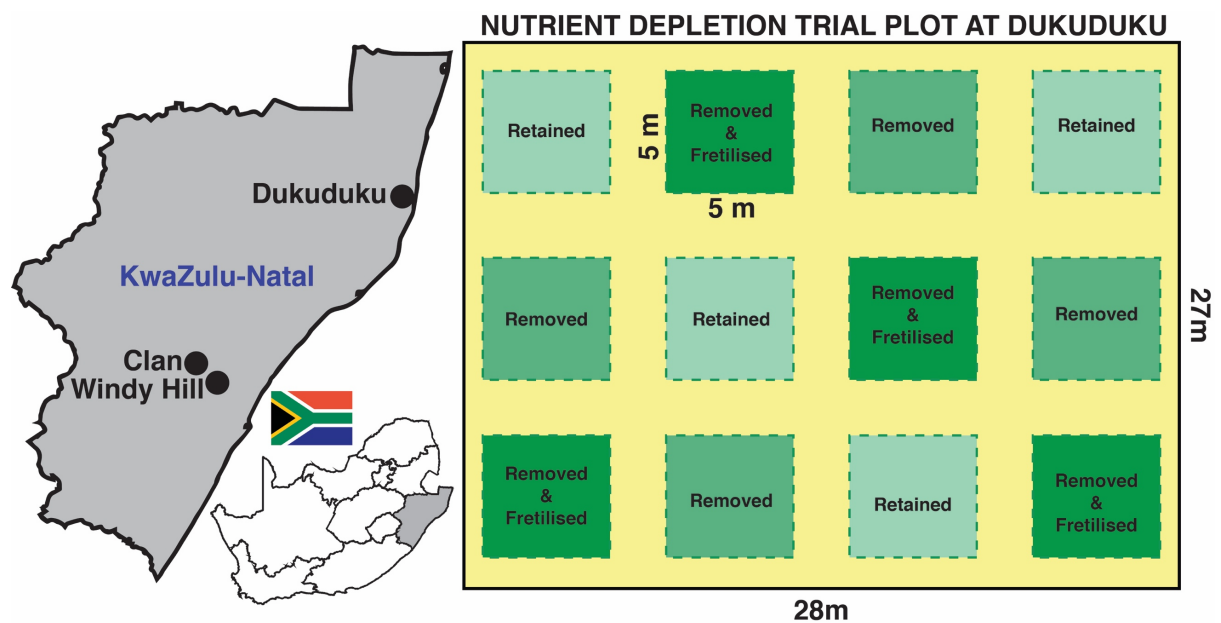 NUTRIENT DEPLETION TRIAL PLOT AT DUKUDUKU
Dukuduku
KwaZulu-Natal
Clan
Windy Hill
Retained
5 m
Removed
&
Fretilised
5 m
Removed
Retained
Removed
Retained
Removed
&
Fretilised
Removed
27m
Removed
&
Fretilised
Removed
Retained
Removed
&
Fretilised
28m